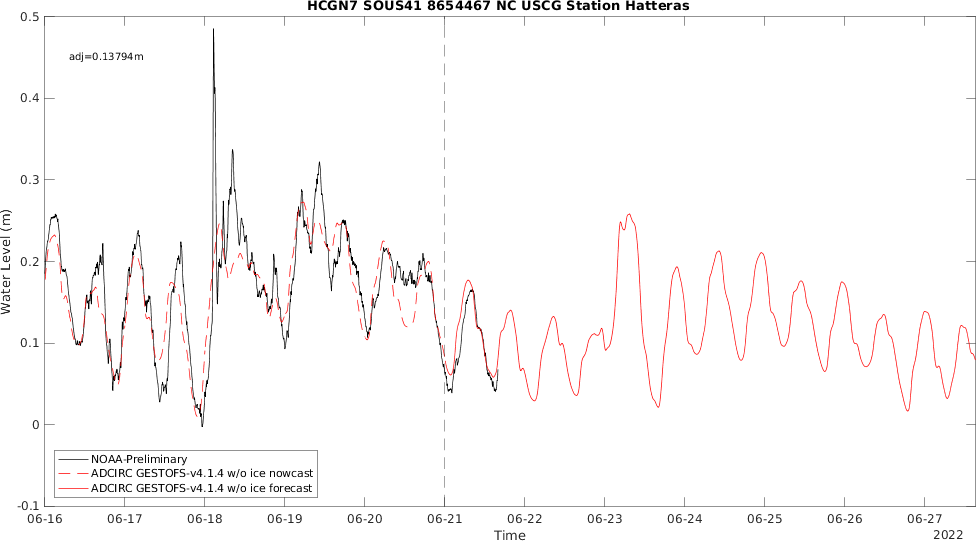 HCGN7 SOUS41 8654467 NC USCG Station Hatteras
adj=0.13794m
Water Level (m)
0.5
0.4
0.3
0.2
0.1
0
-0.1
NOAA-Preliminary
ADCIRC GESTOFS-v4.1.4 w/o ice nowcast
ADCIRC GESTOFS-v4.1.4 w/o ice forecast
06-16 06-17 06-18 06-19 06-20 06-21 06-22 06-23 06-24 06-25 06-26 06-27
Time
2022